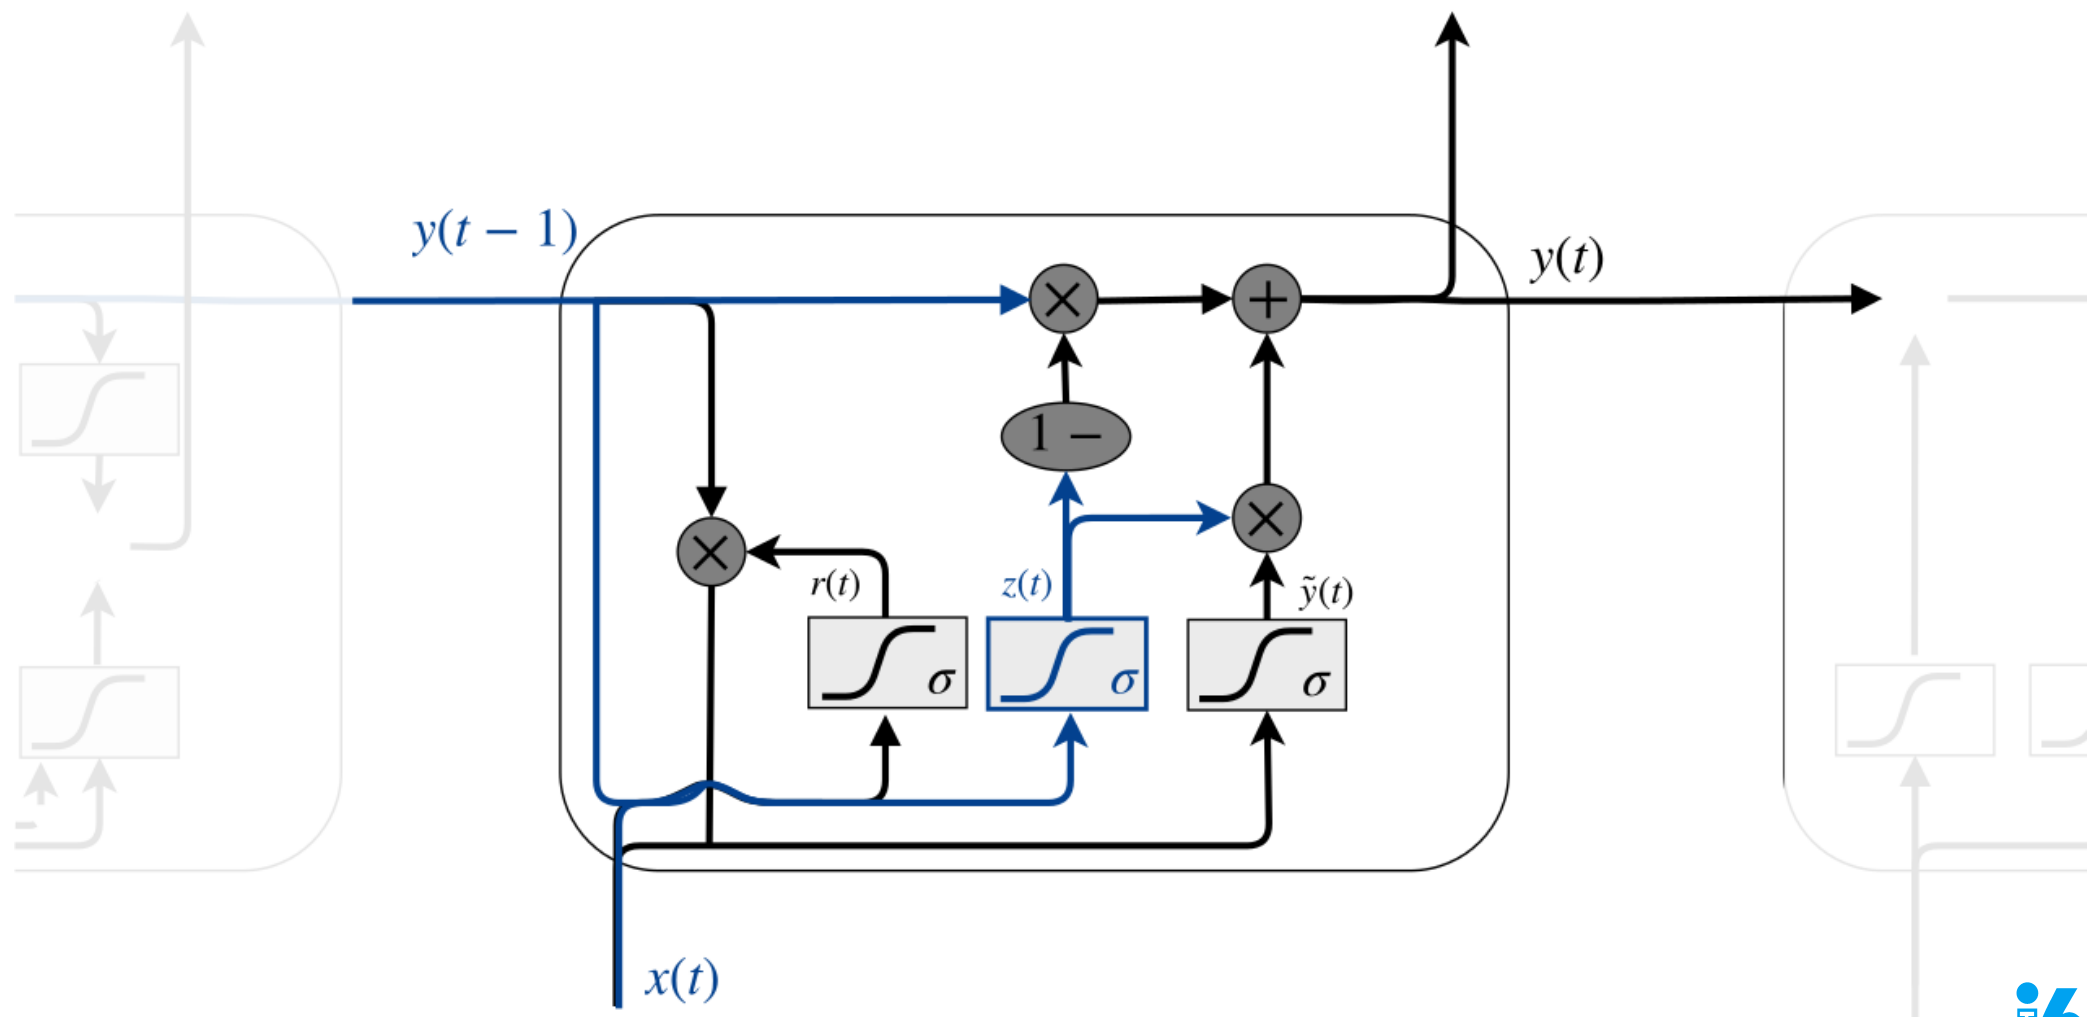 y(t − 1)
y(t)
×
+
1 −
×
×
r(t)
z(t)
ỹ(t)
σ
σ
σ
x(t)